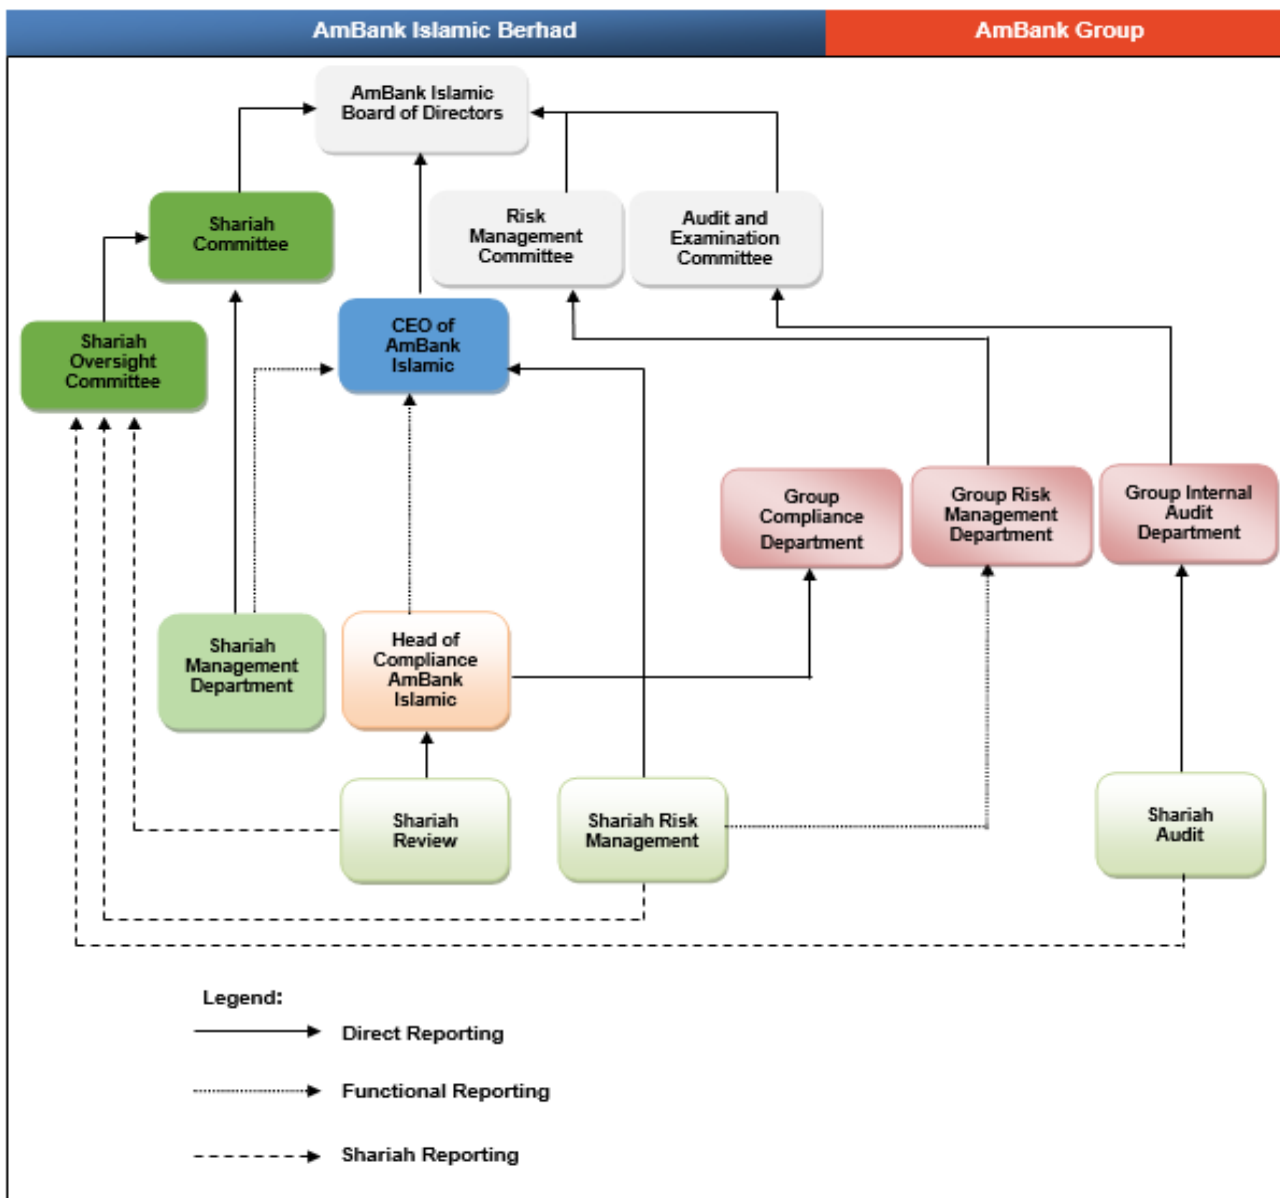 AmBank Islamic Berhad
AmBank Group
AmBank Islamic
Board of Directors
Shariah
Committee
Risk
Management
Committee
Audit and
Examination
Committee
Shariah
Oversight
Committee
CEO of
AmBank
Islamic
Group
Compliance
Department
Group Risk
Management
Department
Group Internal
Audit
Department
Shariah
Management
Department
Head of
Compliance
AmBank
Islamic
Shariah
Review
Shariah Risk
Management
Shariah
Audit
Legend:
Direct Reporting
Functional Reporting
Shariah Reporting